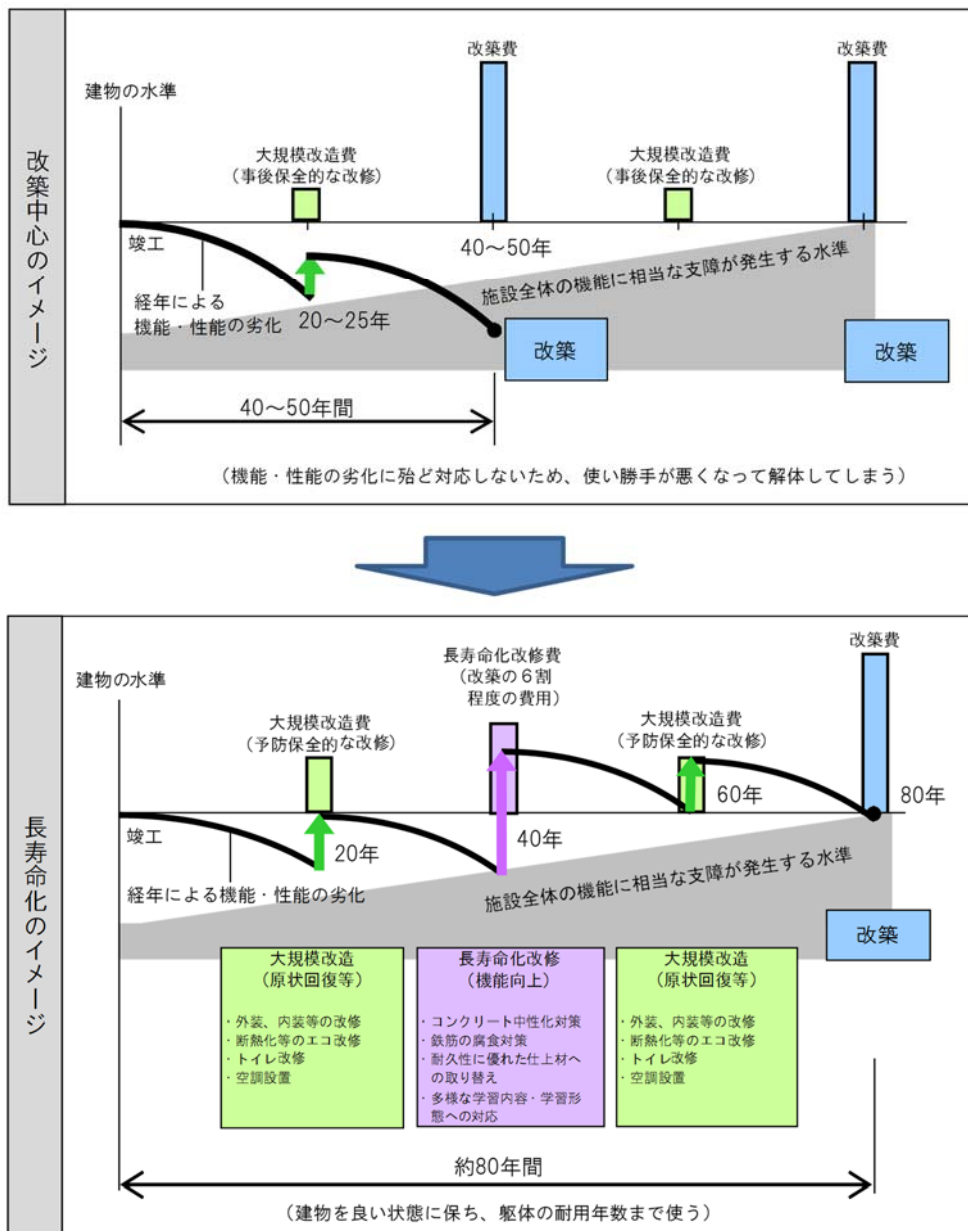 改築中心のイメージ
建物の水準
改築費
改築費
大規模改造費
(事後保全的な改修)
大規模改造費
(事後保全的な改修)
竣工
40～50年
経年による
機能・性能の劣化
20～25年
施設全体の機能に相当な支障が発生する水準
改築
改築
40～50年間
(機能・性能の劣化に殆ど対応しないため、使い勝手が悪くなって解体してしまう)
長寿命化のイメージ
建物の水準
長寿命化改修費
(改築の６割
程度の費用)
改築費
大規模改造費
(予防保全的な改修)
大規模改造費
(予防保全的な改修)
竣工
20年
40年
60年
80年
経年による機能・性能の劣化
施設全体の機能に相当な支障が発生する水準
改築
大規模改造
(原状回復等)
・外装、内装等の改修
・断熱化等のエコ改修
・トイレ改修
・空調設置
長寿命化改修
(機能向上)
・コンクリート中性化対策
・鉄筋の腐食対策
・耐久性に優れた仕上材へ
の取り替え
・多様な学習内容・学習形
態への対応
大規模改造
(原状回復等)
・外装、内装等の改修
・断熱化等のエコ改修
・トイレ改修
・空調設置
約80年間
(建物を良い状態に保ち、躯体の耐用年数まで使う)